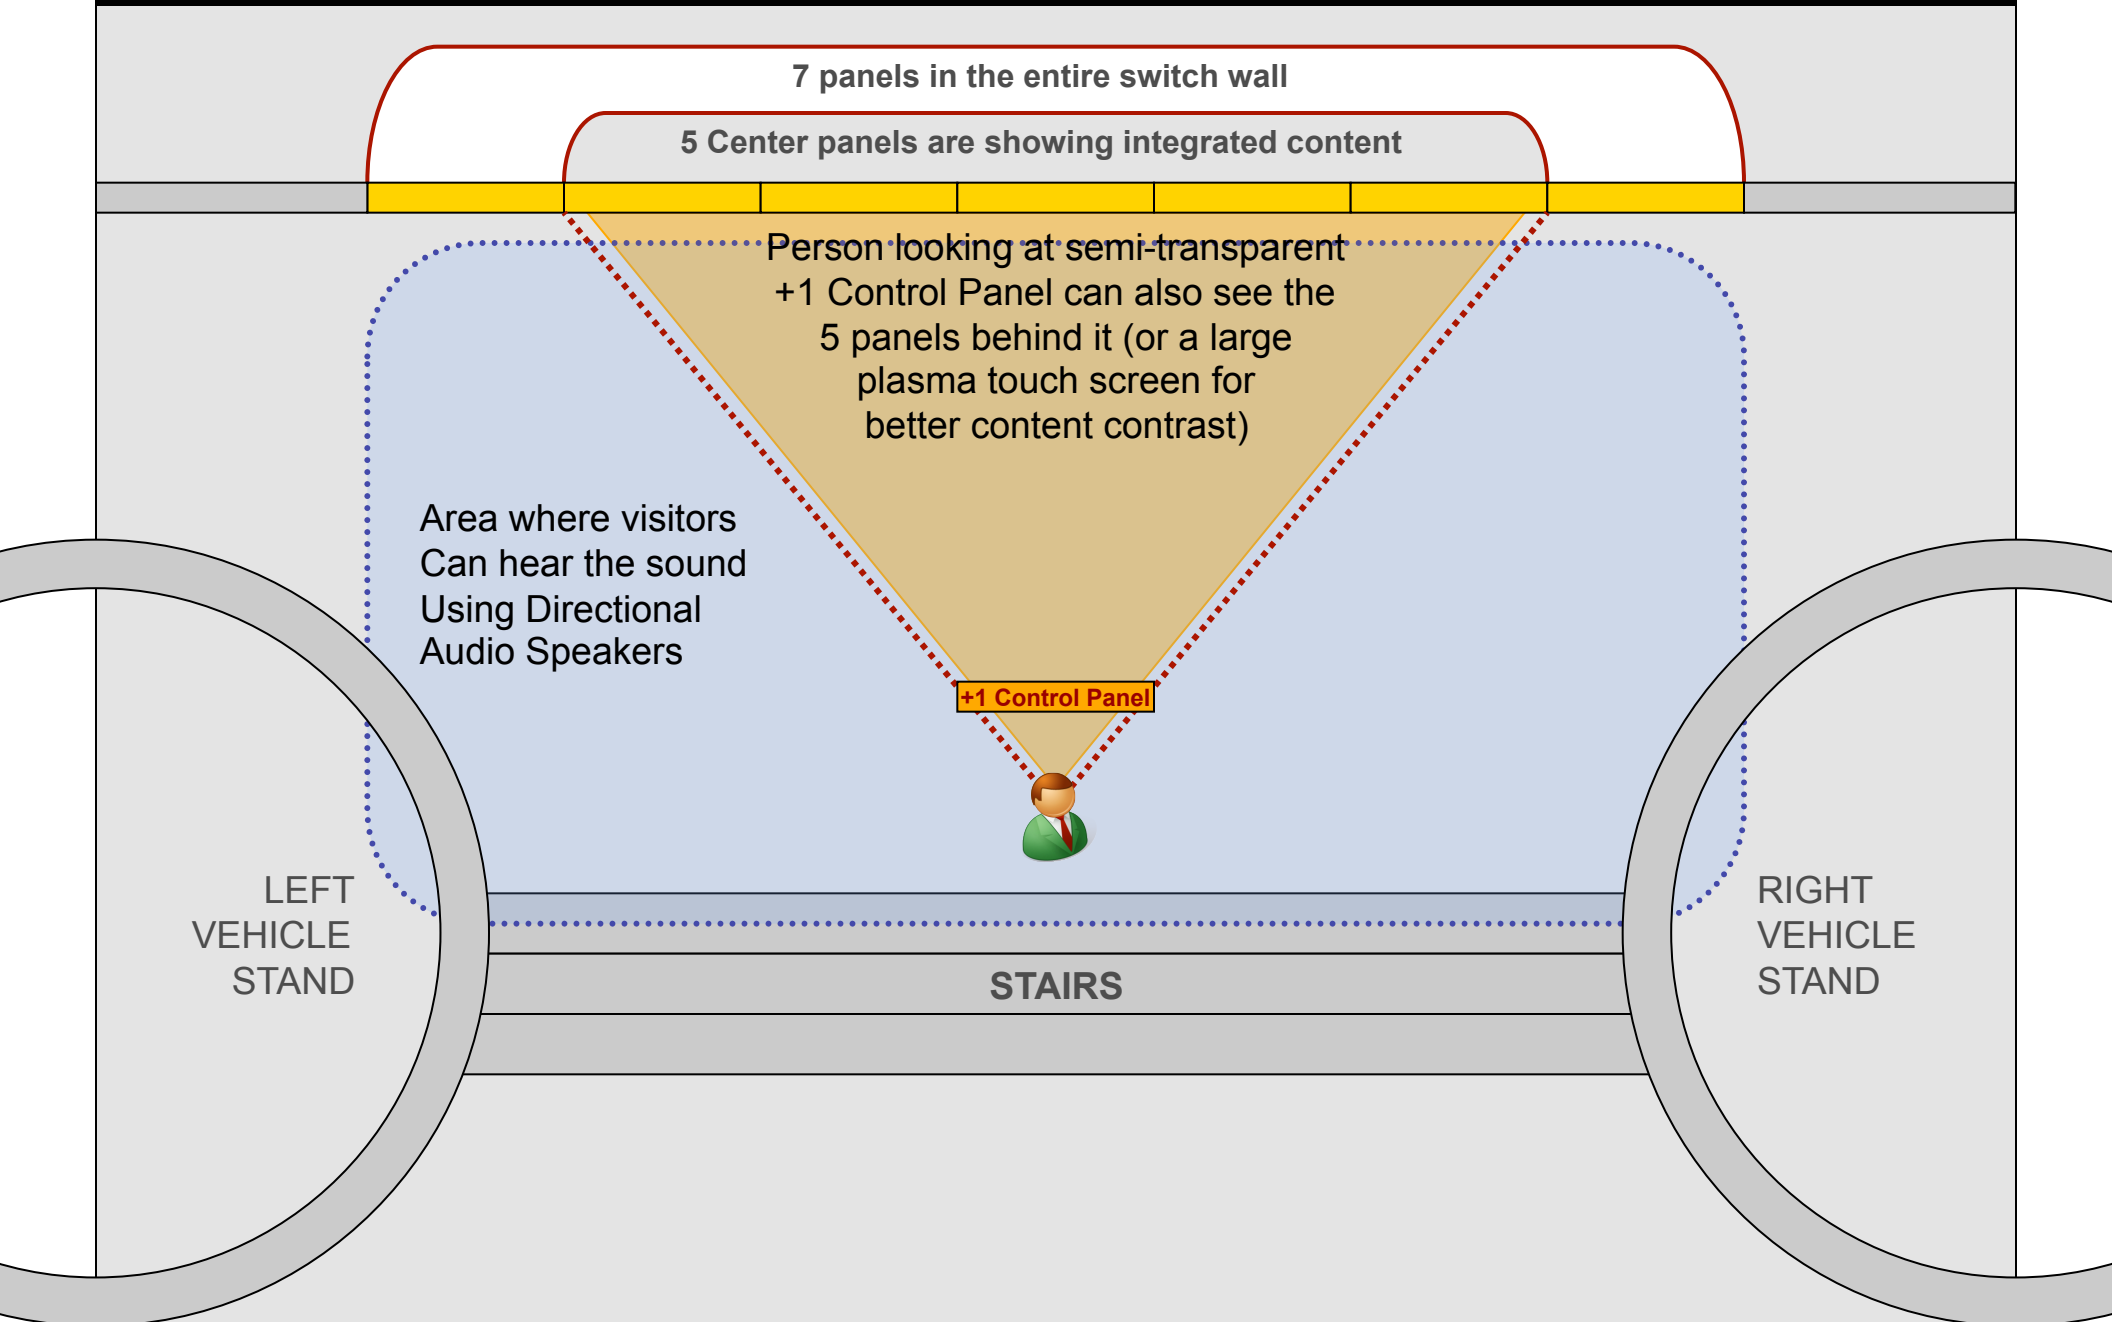 7 panels in the entire switch wall
5 Center panels are showing integrated content
Person looking at semi-transparent
+1 Control Panel can also see the
5 panels behind it (or a large
plasma touch screen for
better content contrast)
Area where visitors
Can hear the sound
Using Directional
Audio Speakers
+1 Control Panel
LEFT
VEHICLE
STAND
RIGHT
VEHICLE
STAND
STAIRS